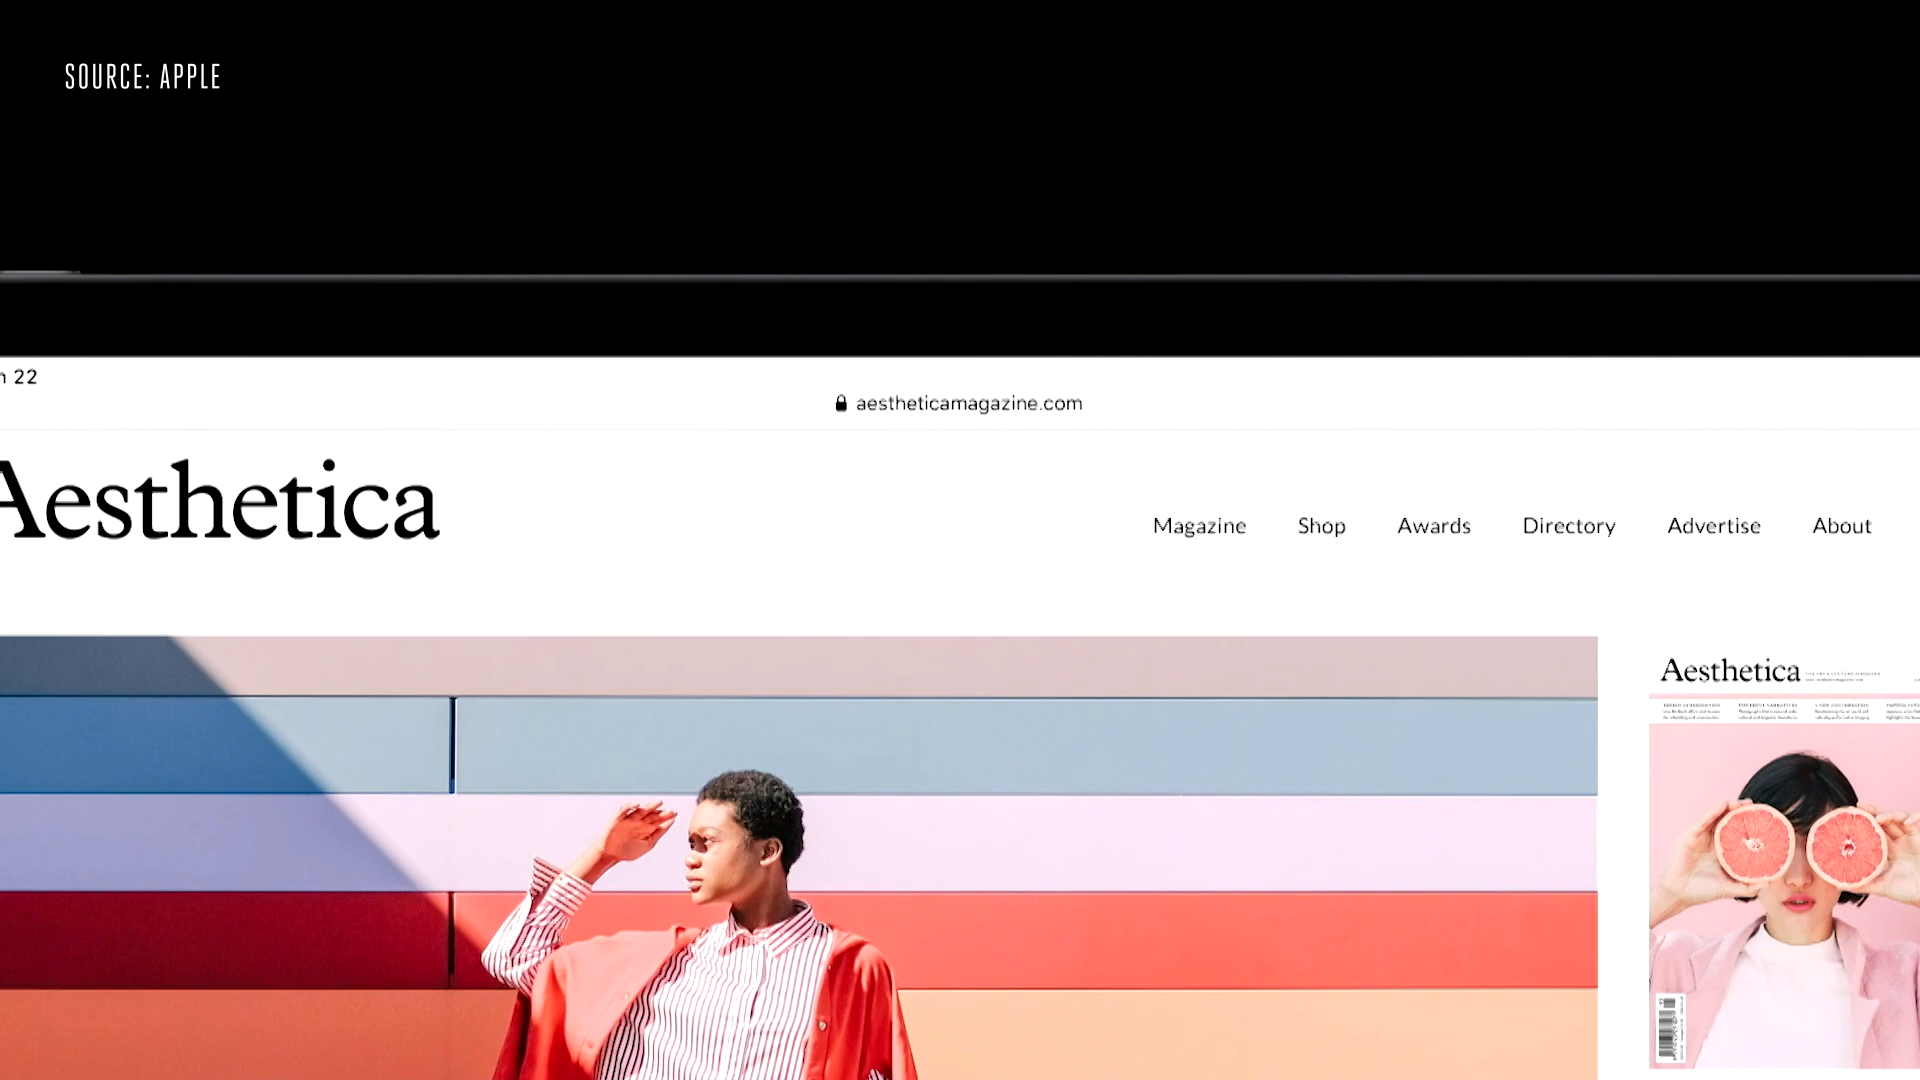 SOURCE: APPLE
22
aestheticamagazine.com
Aesthetica
Magazine Shop Awards Directory Advertise About
Aesthetica